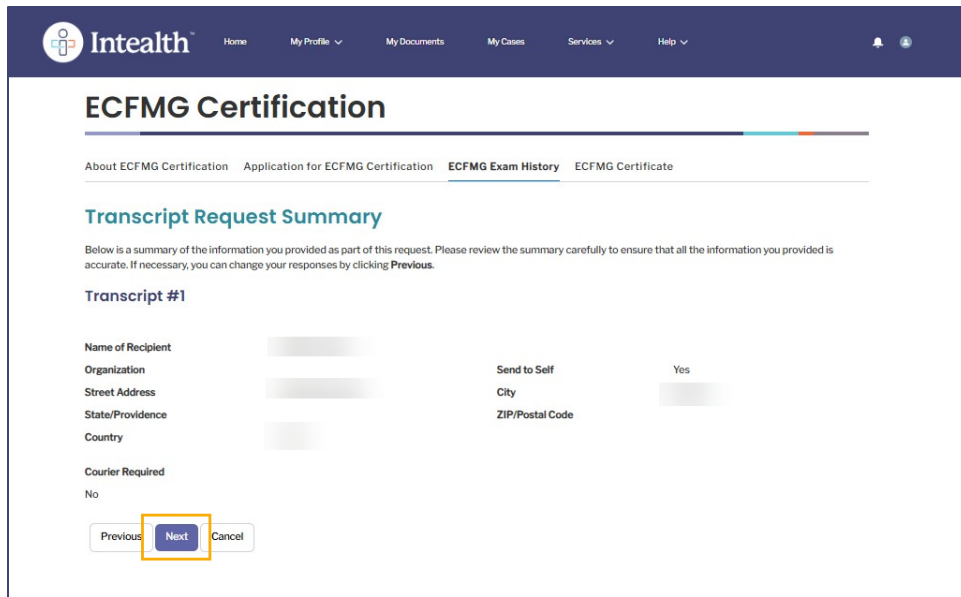 Intealth™ Home My Profile My Documents My Cases Services Help
ECFMG Certification
About ECFMG Certification Application for ECFMG Certification ECFMG Exam History ECFMG Certificate
Transcript Request Summary
Below is a summary of the information you provided as part of this request. Please review the summary carefully to ensure that all the information you provided is
accurate. If necessary, you can change your responses by clicking Previous.
Transcript #1
Name of Recipient
Organization Send to Self Yes
Street Address City
State/Providence ZIP/Postal Code
Country
Courier Required
No
Previous Next Cancel